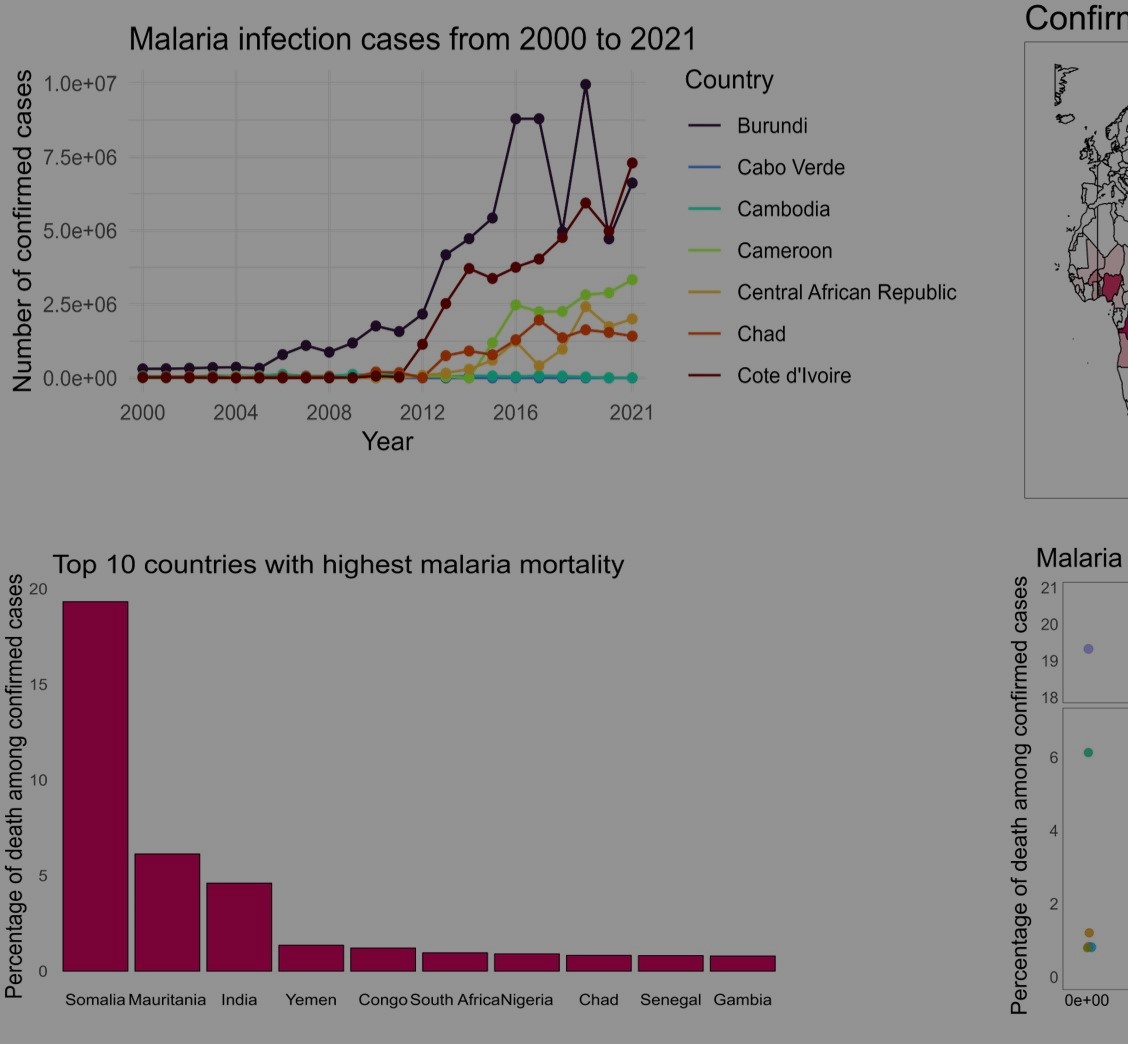 Malaria infection cases from 2000 to 2021
Number of confirmed cases
1.0e+07
7.5e+06
5.0e+06
2.5e+06
0.0e+00
2000 2004 2008 2012 2016 2021
Year
Country
Burundi
Cabo Verde
Cambodia
Cameroon
Central African Republic
Chad
Cote d'Ivoire
Confirm
Top 10 countries with highest malaria mortality
Percentage of death among confirmed cases
20
15
10
5
0
Somalia Mauritania India Yemen Congo South Africa Nigeria Chad Senegal Gambia
Malaria
Percentage of death among confirmed cases
21
20
19
18
6
4
2
0
0e+00